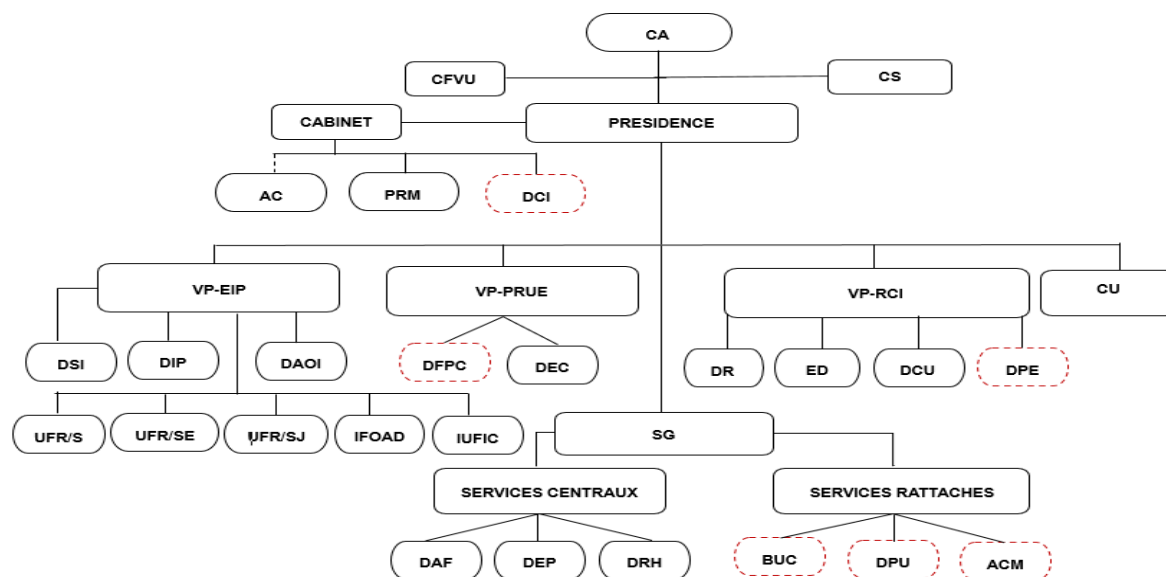 CA
CFVU
CS
CABINET
PRESIDENCE
AC
PRM
DCI
VP-EIP
VP-PRUE
VP-RCI
CU
DSI
DIP
DAOI
DFPC
DEC
DR
ED
DCU
DPE
UFR/S
UFR/SE
UFR/SJ
IFOAD
IUFIC
SG
SERVICES CENTRAUX
SERVICES RATTACHES
DAF
DEP
DRH
BUC
DPU
ACM